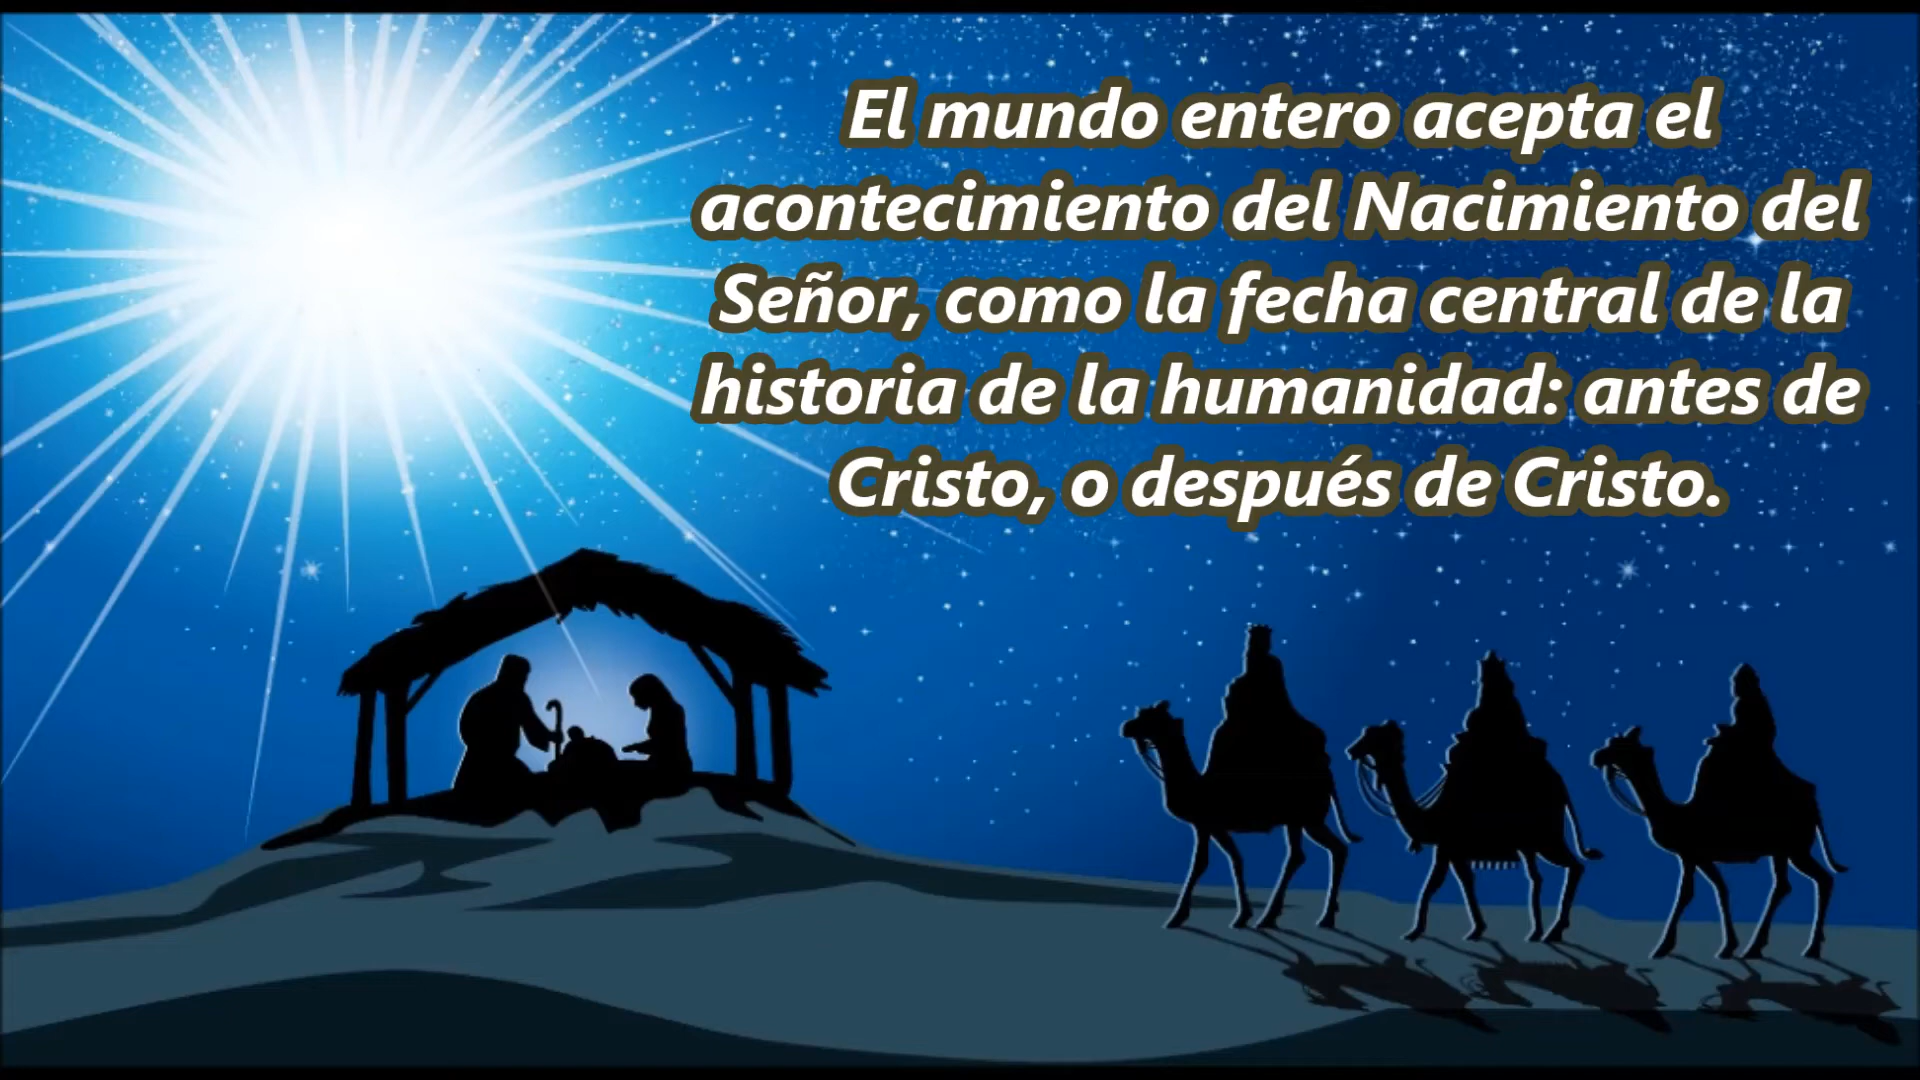 El mundo entero acepta el
acontecimiento del Nacimiento del
Señor, como la fecha central de la
historia de la humanidad: antes de
Cristo, o después de Cristo.